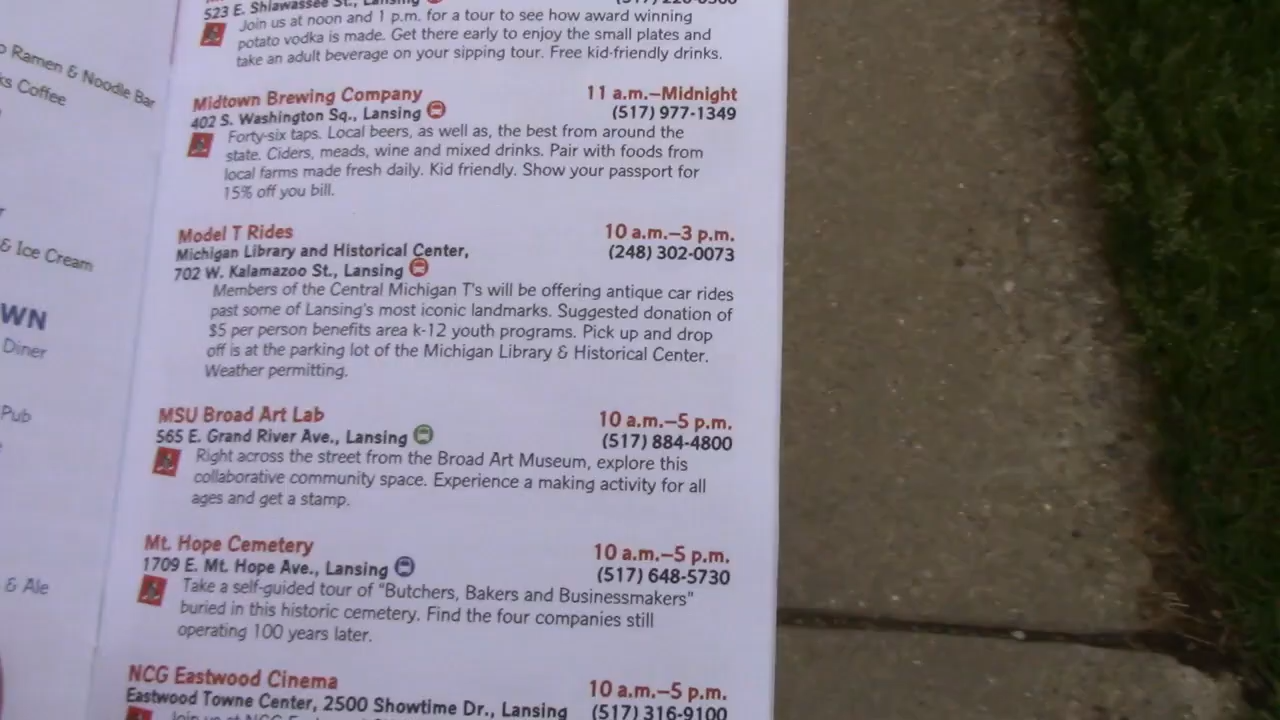 523 E. Shiawassee St., Lansing
Join us at noon and 1 p.m. for a tour to see how award winning
potato vodka is made. Get there early to enjoy the small plates and
take an adult beverage on your sipping tour. Free kid-friendly drinks.
Midtown Brewing Company 11 a.m.–Midnight
402 S. Washington Sq., Lansing (517) 977-1349
Forty-six taps. Local beers, as well as, the best from around the
state. Ciders, meads, wine and mixed drinks. Pair with foods from
local farms made fresh daily. Kid friendly. Show your passport for
15% off you bill.
Model T Rides 10 a.m.–3 p.m.
Michigan Library and Historical Center, (248) 302-0073
702 W. Kalamazoo St., Lansing
Members of the Central Michigan T's will be offering antique car rides
past some of Lansing's most iconic landmarks. Suggested donation of
$5 per person benefits area k-12 youth programs. Pick up and drop
off is at the parking lot of the Michigan Library & Historical Center.
Weather permitting.
MSU Broad Art Lab 10 a.m.–5 p.m.
565 E. Grand River Ave., Lansing (517) 884-4800
Right across the street from the Broad Art Museum, explore this
collaborative community space. Experience a making activity for all
ages and get a stamp.
Mt. Hope Cemetery 10 a.m.–5 p.m.
1709 E. Mt. Hope Ave., Lansing (517) 648-5730
Take a self-guided tour of "Butchers, Bakers and Businessmakers"
buried in this historic cemetery. Find the four companies still
operating 100 years later.
NCG Eastwood Cinema 10 a.m.–5 p.m.
Eastwood Towne Center, 2500 Showtime Dr., Lansing (517) 316-9100
Join us at NCG
Ramen & Noodle Bar
Coffee
& Ice Cream
WN
Diner
Pub
& Ale